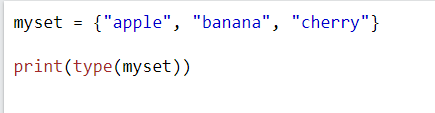 myset = {"apple", "banana", "cherry"}
print(type(myset))